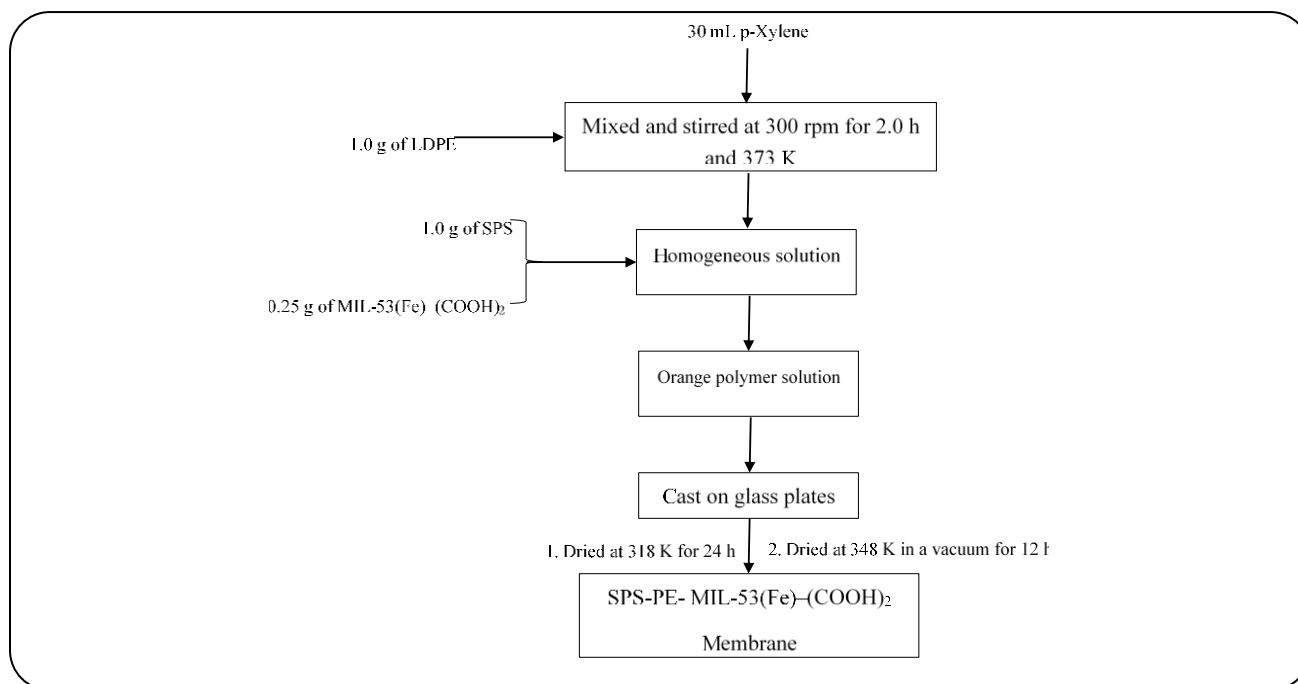 30 mL p-Xylene
Mixed and stirred at 300 rpm for 2.0 h
and 373 K
1.0 g of LDPE
1.0 g of SPS
0.25 g of MIL-53(Fe) (COOH)₂
Homogeneous solution
Orange polymer solution
Cast on glass plates
1. Dried at 318 K for 24 h
2. Dried at 348 K in a vacuum for 12 h
SPS-PE- MIL-53(Fe)–(COOH)₂
Membrane